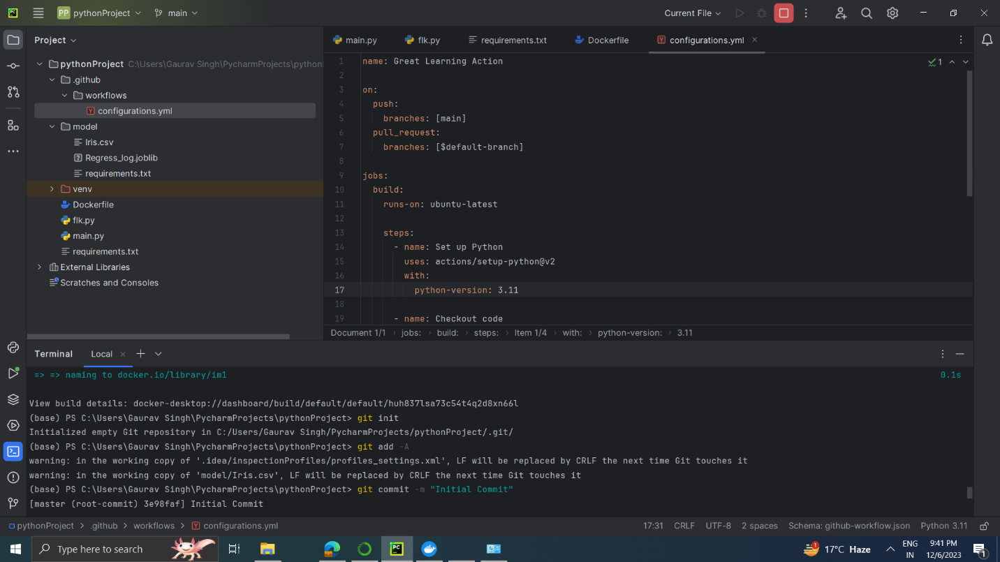 PC
PP pythonProject
main
Current File
Project
main.py
flk.py
requirements.txt
Dockerfile
configurations.yml
pythonProject C:\Users\Gaurav Singh\PycharmProjects\python
.github
workflows
configurations.yml
model
Iris.csv
Regress_log.joblib
requirements.txt
venv
Dockerfile
flk.py
main.py
requirements.txt
External Libraries
Scratches and Consoles
1 name: Great Learning Action
2
3 on:
4 push:
5 branches: [main]
6 pull_request:
7 branches: [$default-branch]
8
9 jobs:
10 build:
11 runs-on: ubuntu-latest
12
13 steps:
14 - name: Set up Python
15 uses: actions/setup-python@v2
16 with:
17 python-version: 3.11
18
19 - name: Checkout code
1
Document 1/1 › jobs: › build: › steps: › Item 1/4 › with: › python-version: › 3.11
Terminal Local
=> => naming to docker.io/library/im1 0.1s
View build details: docker-desktop://dashboard/build/default/default/huh837lsa73c54t4q2d8xn66l
(base) PS C:\Users\Gaurav Singh\PycharmProjects\pythonProject> git init
Initialized empty Git repository in C:/Users/Gaurav Singh/PycharmProjects/pythonProject/.git/
(base) PS C:\Users\Gaurav Singh\PycharmProjects\pythonProject> git add -A
warning: in the working copy of '.idea/inspectionProfiles/profiles_settings.xml', LF will be replaced by CRLF the next time Git touches it
warning: in the working copy of 'model/Iris.csv', LF will be replaced by CRLF the next time Git touches it
(base) PS C:\Users\Gaurav Singh\PycharmProjects\pythonProject> git commit -m "Initial Commit"
[master (root-commit) 3e98faf] Initial Commit
pythonProject › .github › workflows › configurations.yml
17:31 CRLF UTF-8 2 spaces Schema: github-workflow.json Python 3.11
Type here to search
PC
1
17°C Haze
ENG
IN
9:41 PM
12/6/2023
1